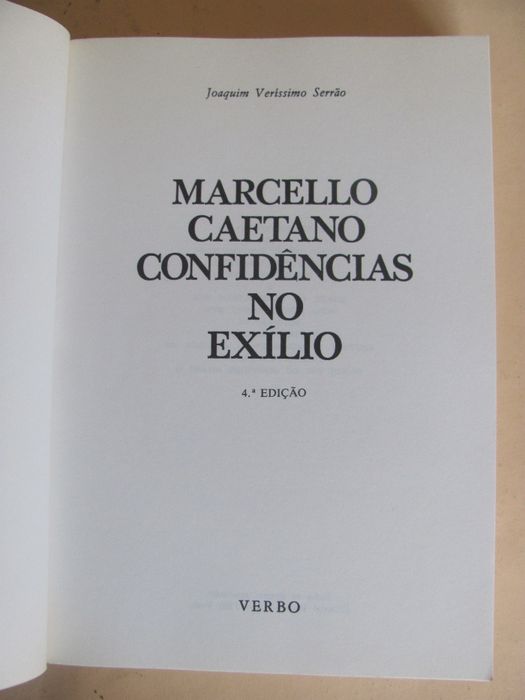 Joaquim Veríssimo Serrão
MARCELLO
CAETANO
CONFIDÊNCIAS
NO
EXÍLIO
4.ª EDIÇÃO
VERBO